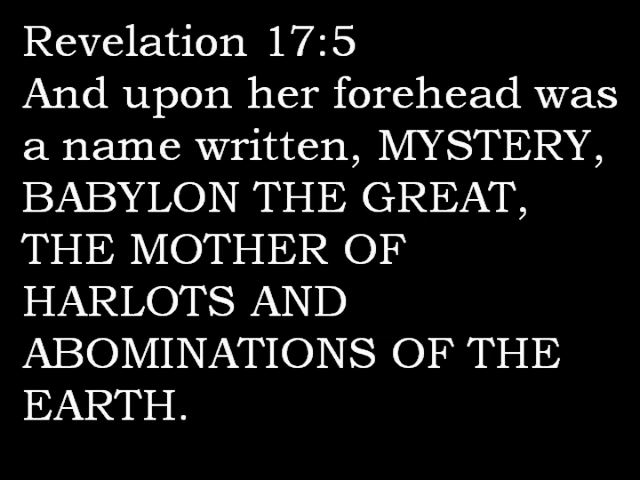 Revelation 17:5
And upon her forehead was
a name written, MYSTERY,
BABYLON THE GREAT,
THE MOTHER OF
HARLOTS AND
ABOMINATIONS OF THE
EARTH.